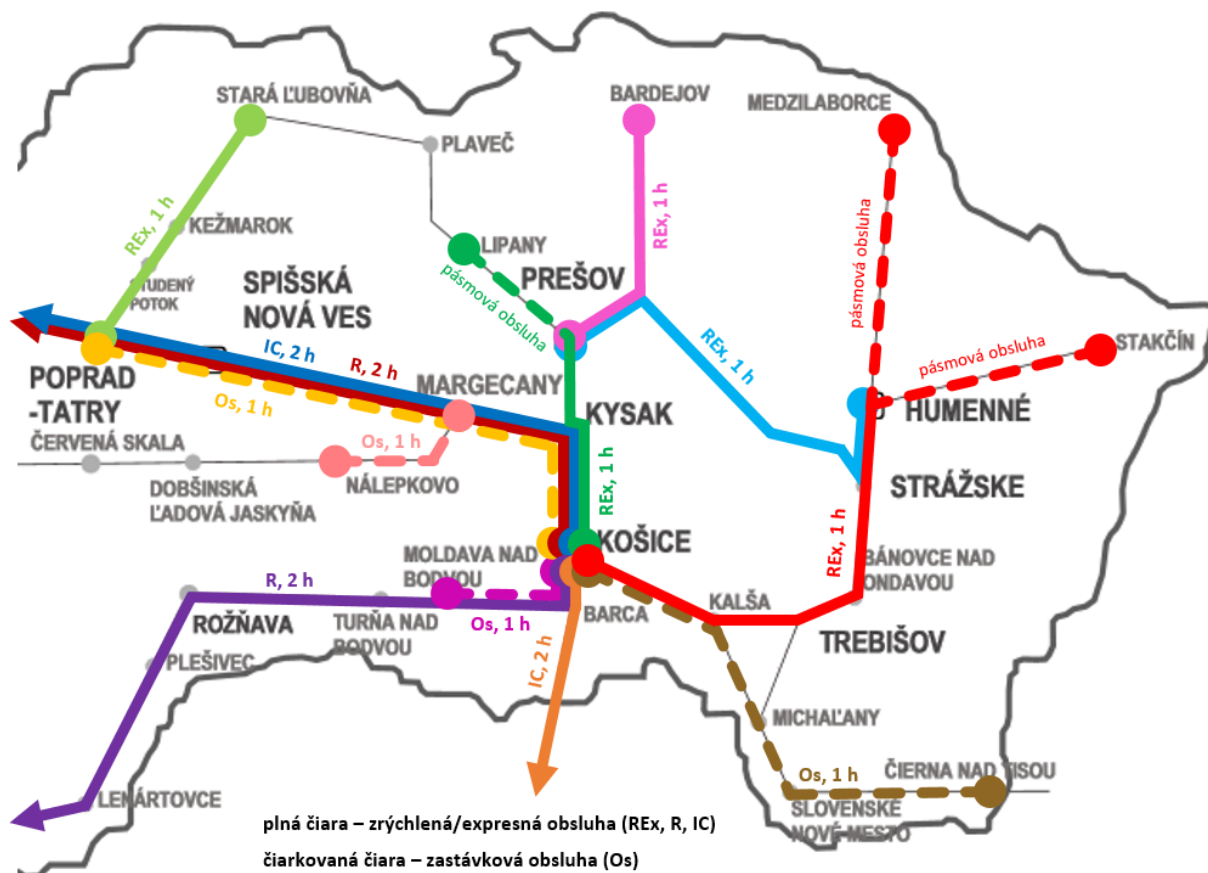 STARÁ ĽUBOVŇA
BARDEJOV
MEDZILABORCE
PLAVEČ
REx, 1 h
KEŽMAROK
LIPANY
REx, 1 h
pásmová obsluha
STUDENÝ
POTOK
SPIŠSKÁ
NOVÁ VES
pásmová obsluha
PREŠOV
STAKČÍN
pásmová obsluha
IC, 2 h
R, 2 h
REx, 1 h
POPRAD
-TATRY
Os, 1 h
MARGECANY
KYSAK
HUMENNÉ
ČERVENÁ SKALA
Os, 1 h
DOBŠINSKÁ
ĽADOVÁ JASKYŇA
NÁLEPKOVO
REx, 1 h
STRÁŽSKE
MOLDAVA NAD
BODVOU
KOŠICE
REx, 1 h
BÁNOVCE NAD
ONDAVOU
R, 2 h
ROŽŇAVA
TURŇA NAD
BODVOU
Os, 1 h
BARCA
KALŠA
TREBIŠOV
PLEŠIVEC
IC, 2 h
MICHAĽANY
LENÁRTOVCE
Os, 1 h
ČIERNA NAD TISOU
SLOVENSKÉ
NOVÉ MESTO
plná čiara – zrýchlená/expresná obsluha (REx, R, IC)
čiarkovaná čiara – zastávková obsluha (Os)